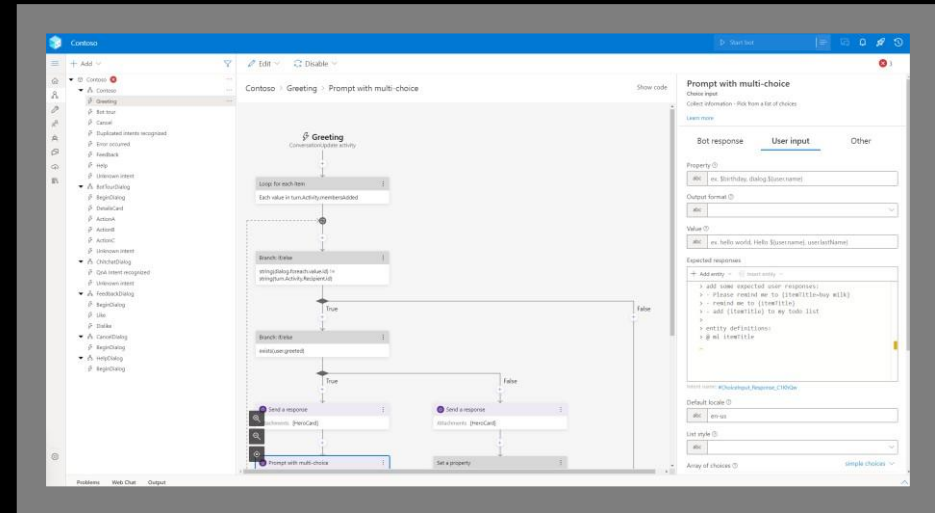 Contoso
Start bot
+ Add
Edit
Disable
1
Contoso
Contoso
Greeting
Bot tour
Cancel
Duplicated intents recognized
Error occurred
Feedback
Help
Unknown intent
BotTourDialog
BeginDialog
DetailsCard
ActionA
ActionB
ActionC
Unknown intent
ChitchatDialog
QnA Intent recognized
Unknown intent
FeedbackDialog
BeginDialog
Like
Dislike
CancelDialog
BeginDialog
HelpDialog
BeginDialog
Contoso > Greeting > Prompt with multi-choice
Show code
Greeting
ConversationUpdate activity
Loop: for each item
Each value in turn.Activity.membersAdded
Branch: If/else
string(dialog.foreach.value.id) !=
string(turn.Activity.Recipient.id)
True
False
Branch: If/else
exists(user.greeted)
True
False
Send a response
Attachments [HeroCard]
Send a response
Attachments [HeroCard]
Prompt with multi-choice
Set a property
Prompt with multi-choice
Choice input
Collect information - Pick from a list of choices
Learn more
Bot response User input Other
Property
abc ex. $birthday, dialog.${user.name}
Output format
abc
Value
abc ex. hello world, Hello ${user.name}, user.lastName}
Expected responses
+ Add entity Insert entity
> add some expected user responses:
> - Please remind me to {itemTitle=buy milk}
> - remind me to {itemTitle}
> - add {itemTitle} to my todo list
>
> entity definitions:
> @ ml itemTitle
Default locale
abc en-us
List style
abc
Array of choices
simple choices
Problems Web Chat Output